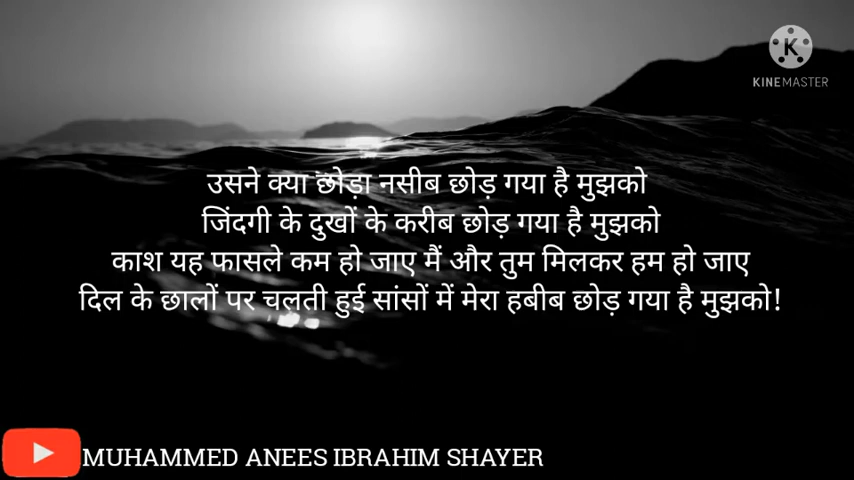 KINEMASTER
उसने क्या छोड़ा नसीब छोड़ गया है मुझको
जिंदगी के दुखों के करीब छोड़ गया है मुझको
काश यह फासले कम हो जाए मैं और तुम मिलकर हम हो जाए
दिल के छालों पर चलती हुई सांसों में मेरा हबीब छोड़ गया है मुझको!
MUHAMMED ANEES IBRAHIM SHAYER